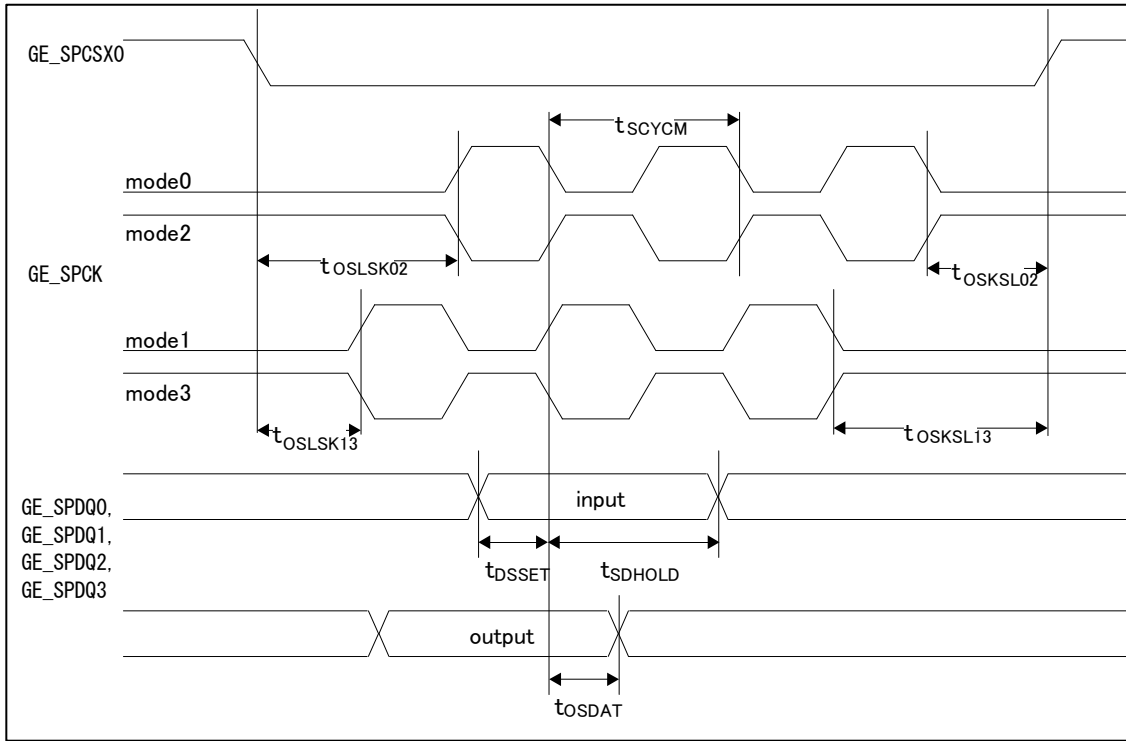 GE_SPCSX0
tSCYCM
mode0
mode2
tOSLSK02
tOSKSL02
GE_SPCK
mode1
mode3
tOSLSK13
tOSKSL13
input
GE_SPDQ0,
GE_SPDQ1,
GE_SPDQ2,
GE_SPDQ3
tDSSET
tSDHOLD
output
tOSDAT